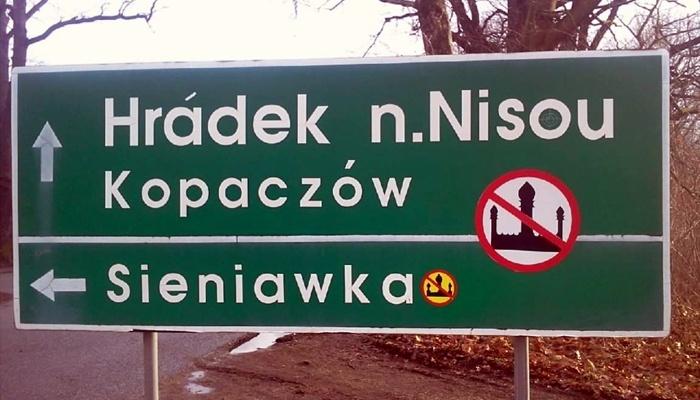 Hrádek n.Nisou
Kopaczów
Sieniawka